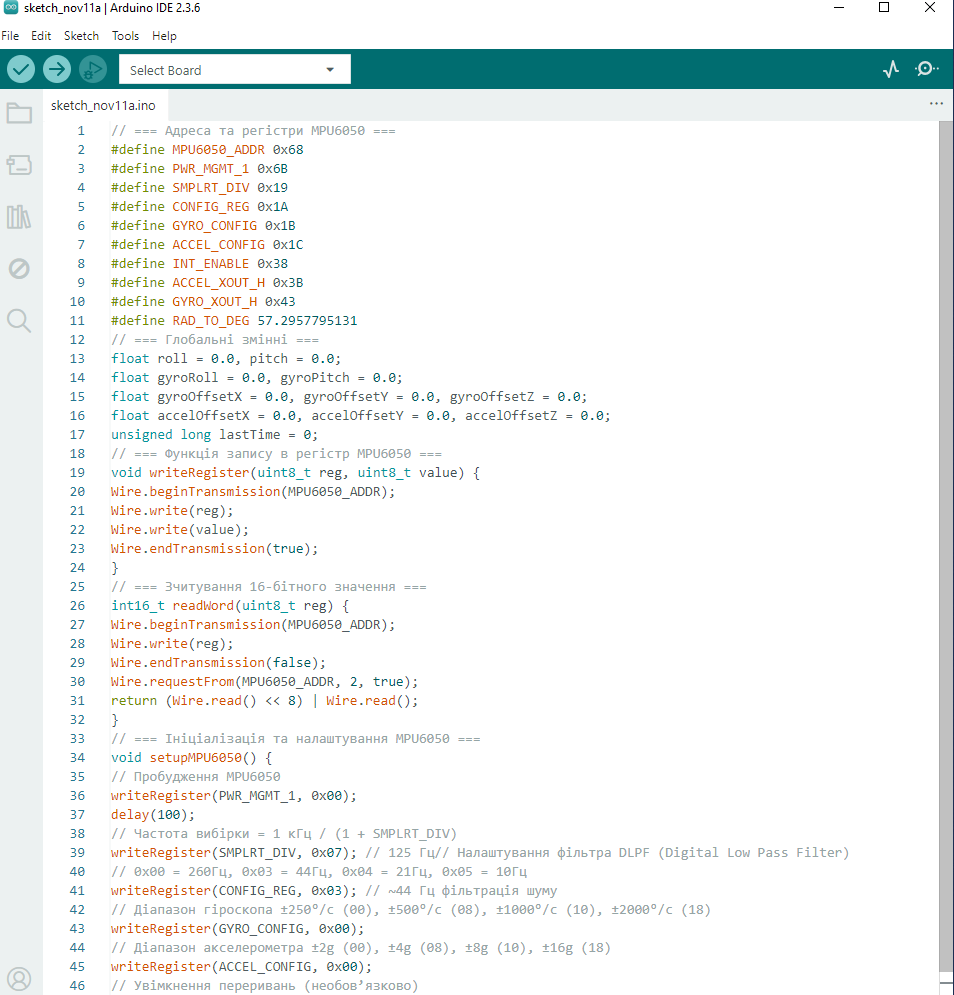 sketch_nov11a | Arduino IDE 2.3.6
File Edit Sketch Tools Help
Select Board
sketch_nov11a.ino
1 // === Адреса та регістри MPU6050 ===
2 #define MPU6050_ADDR 0x68
3 #define PWR_MGMT_1 0x6B
4 #define SMPLRT_DIV 0x19
5 #define CONFIG_REG 0x1A
6 #define GYRO_CONFIG 0x1B
7 #define ACCEL_CONFIG 0x1C
8 #define INT_ENABLE 0x38
9 #define ACCEL_XOUT_H 0x3B
10 #define GYRO_XOUT_H 0x43
11 #define RAD_TO_DEG 57.2957795131
12 // === Глобальні змінні ===
13 float roll = 0.0, pitch = 0.0;
14 float gyroRoll = 0.0, gyroPitch = 0.0;
15 float gyroOffsetX = 0.0, gyroOffsetY = 0.0, gyroOffsetZ = 0.0;
16 float accelOffsetX = 0.0, accelOffsetY = 0.0, accelOffsetZ = 0.0;
17 unsigned long lastTime = 0;
18 // === Функція запису в регістр MPU6050 ===
19 void writeRegister(uint8_t reg, uint8_t value) {
20 Wire.beginTransmission(MPU6050_ADDR);
21 Wire.write(reg);
22 Wire.write(value);
23 Wire.endTransmission(true);
24 }
25 // === Зчитування 16-бітного значення ===
26 int16_t readWord(uint8_t reg) {
27 Wire.beginTransmission(MPU6050_ADDR);
28 Wire.write(reg);
29 Wire.endTransmission(false);
30 Wire.requestFrom(MPU6050_ADDR, 2, true);
31 return (Wire.read() << 8) | Wire.read();
32 }
33 // === Ініціалізація та налаштування MPU6050 ===
34 void setupMPU6050() {
35 // Пробудження MPU6050
36 writeRegister(PWR_MGMT_1, 0x00);
37 delay(100);
38 // Частота вибірки = 1 кГц / (1 + SMPLRT_DIV)
39 writeRegister(SMPLRT_DIV, 0x07); // 125 Гц// Налаштування фільтра DLPF (Digital Low Pass Filter)
40 // 0x00 = 260Гц, 0x03 = 44Гц, 0x04 = 21Гц, 0x05 = 10Гц
41 writeRegister(CONFIG_REG, 0x03); // ~44 Гц фільтрація шуму
42 // Діапазон гіроскопа ±250°/с (00), ±500°/с (08), ±1000°/с (10), ±2000°/с (18)
43 writeRegister(GYRO_CONFIG, 0x00);
44 // Діапазон акселерометра ±2g (00), ±4g (08), ±8g (10), ±16g (18)
45 writeRegister(ACCEL_CONFIG, 0x00);
46 // Увімкнення переривань (необов’язково)